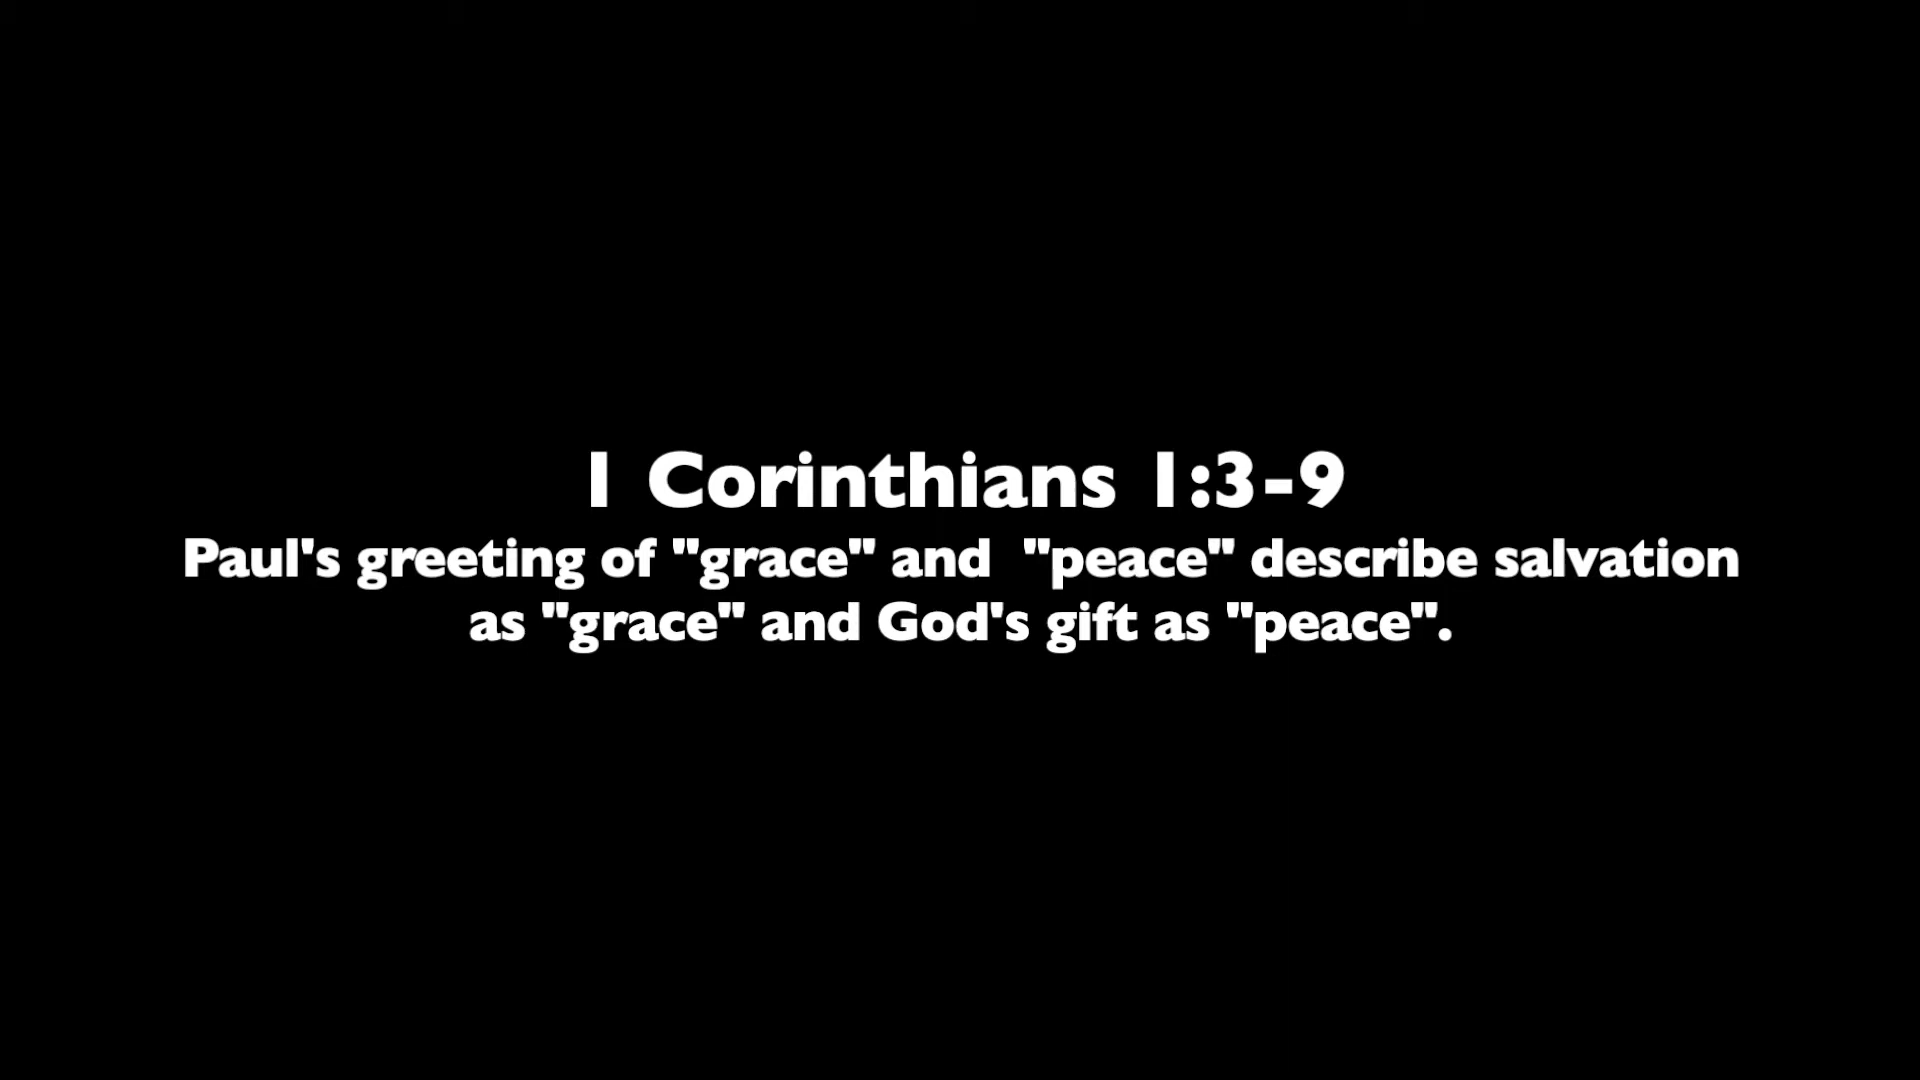 1 Corinthians 1:3-9
Paul's greeting of "grace" and  "peace" describe salvation
as "grace" and God's gift as "peace".